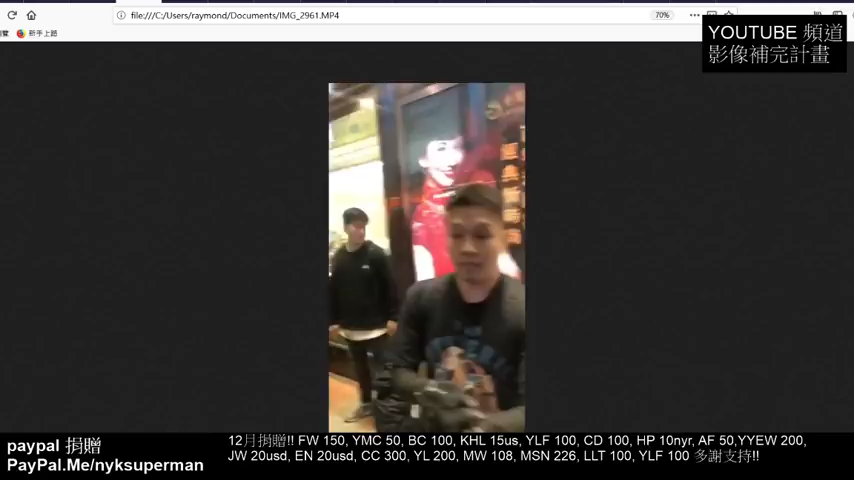 file:///C:/Users/raymond/Documents/IMG_2961.MP4
70%
新手上路
YOUTUBE 頻道
影像補完計畫
paypal 捐贈
PayPal.Me/nyksuperman
12月捐贈!! FW 150, YMC 50, BC 100, KHL 15us, YLF 100, CD 100, HP 10nyr, AF 50,YYEW 200,
JW 20usd, EN 20usd, CC 300, YL 200, MW 108, MSN 226, LLT 100, YLF 100 多謝支持!!